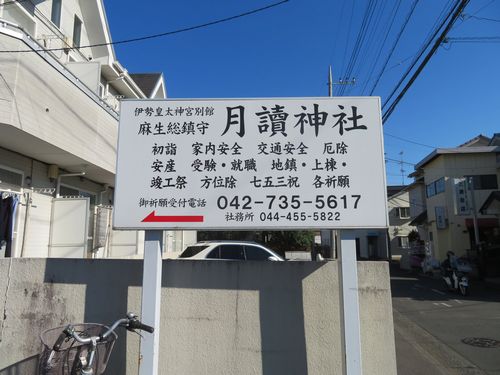 伊勢皇太神宮別館
麻生総鎮守 月讀神社
初詣 家内安全 交通安全 厄除
安産 受験・就職 地鎮・上棟・
竣工祭 方位除 七五三祝 各祈願
御祈願受付電話 042-735-5617
社務所 044-455-5822